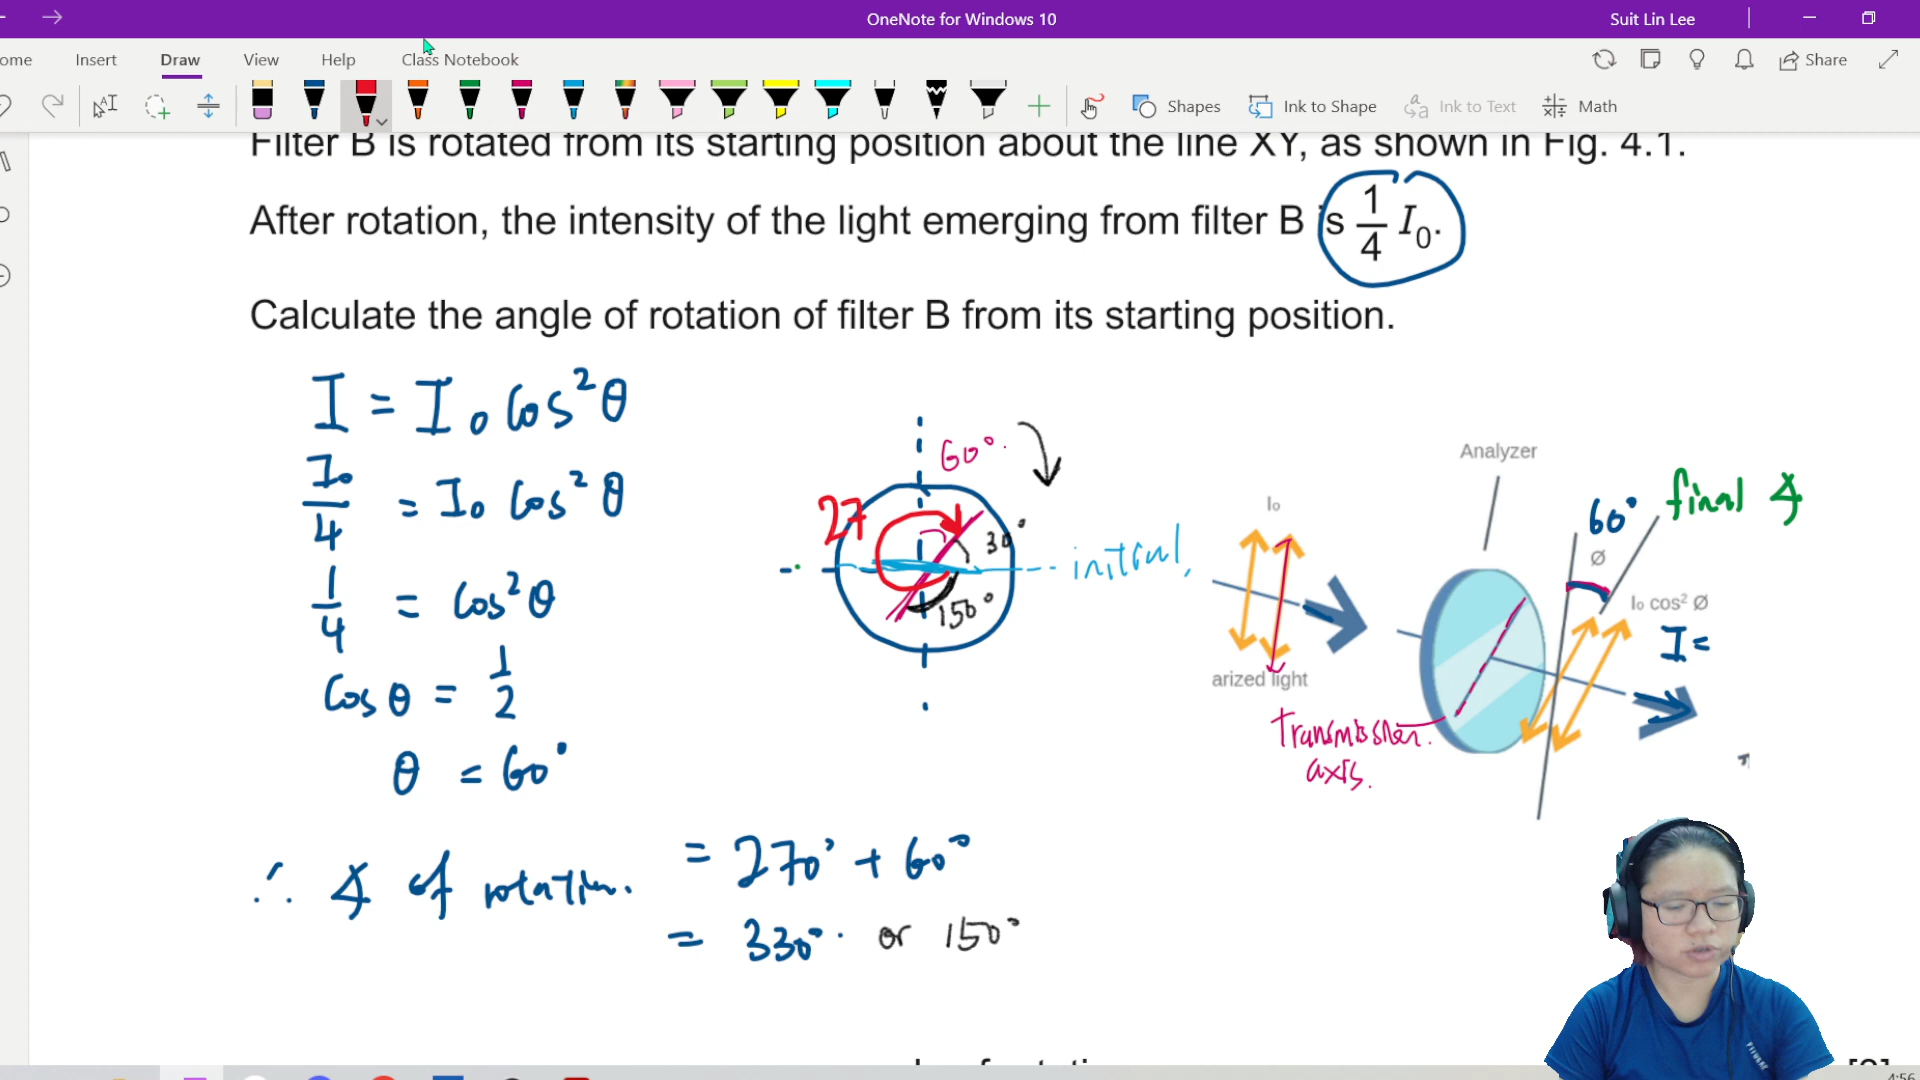 OneNote for Windows 10
Suit Lin Lee
Insert Draw View Help Class Notebook
Share
Shapes Ink to Shape Ink to Text Math
Filter B is rotated from its starting position about the line XY, as shown in Fig. 4.1.
After rotation, the intensity of the light emerging from filter B is 1/4 I₀.
Calculate the angle of rotation of filter B from its starting position.
I = I₀ cos²θ
I₀/4 = I₀ cos²θ
1/4 = cos²θ
cos θ = 1/2
θ = 60°
∴ ∡ of rotation. = 270° + 60°
= 330°. or 150°
60°.
27
30°
initial,
150°
Analyzer
I₀
60°
final ∡
Ø
I₀ cos² Ø
I =
arized light
Transmission.
axis.
4:56